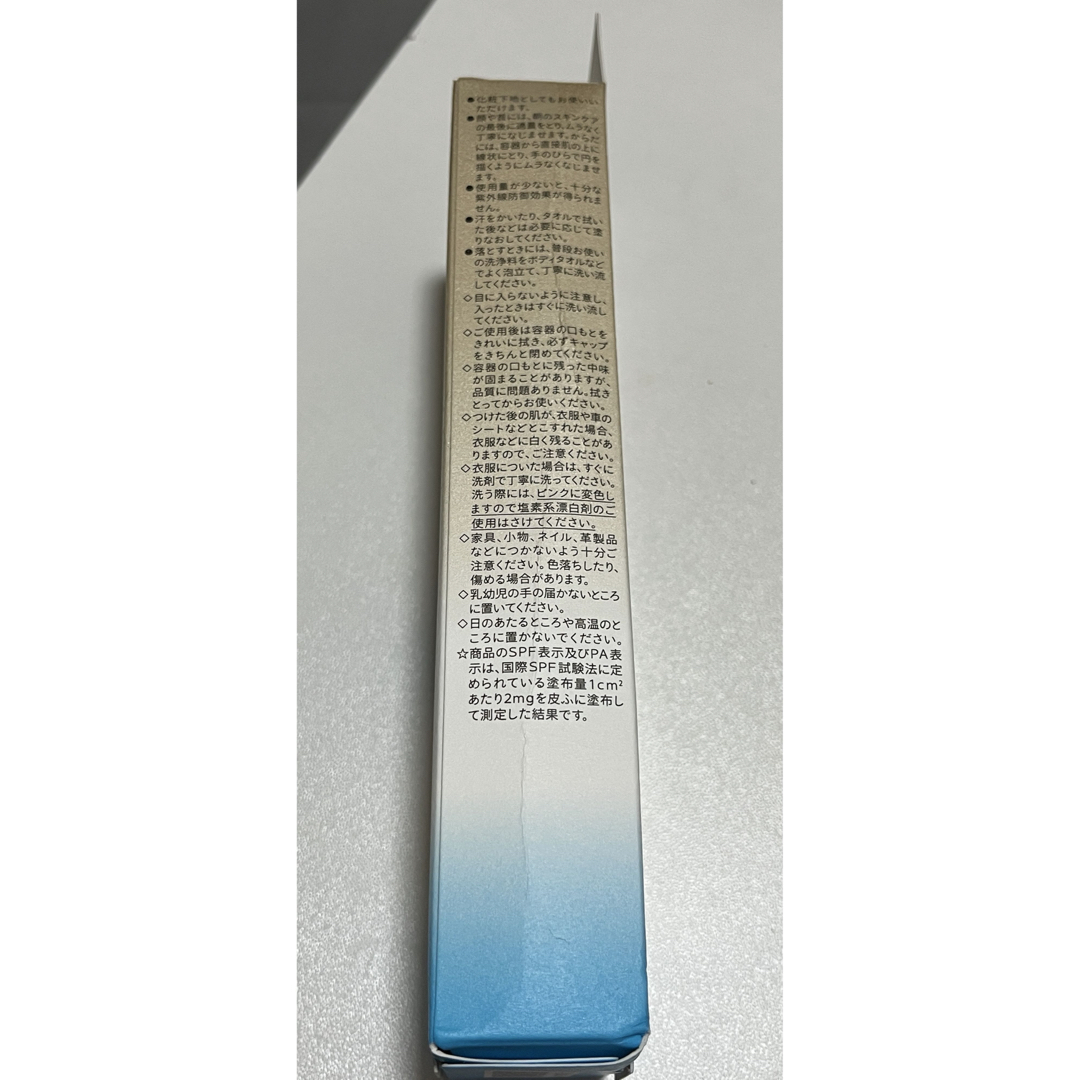 ●化粧下地としてもお使いい
ただけます。
●顔や首には、朝のスキンケア
の最後に適量をとり、ムラなく
丁寧になじませます。からだ
には、容器から直接肌の上に
線状にとり、手のひらで円を
描くようにムラなくなじませ
ます。
●使用量が少ないと、十分な
紫外線防御効果が得られま
せん。
●汗をかいたり、タオルで拭い
た後などは必要に応じて塗
りなおしてください。
●落とすときには、普段お使い
の洗浄料をボディタオルなど
でよく泡立て、丁寧に洗い流
してください。
◇目に入らないように注意し、
入ったときはすぐに洗い流し
てください。
◇ご使用後は容器の口もとを
きれいに拭き、必ずキャップ
をきちんと閉めてください。
◇容器の口もとに残った中味
が固まることがありますが、
品質に問題ありません。拭き
とってからお使いください。
◇つけた後の肌が、衣服や車の
シートなどとこすれた場合、
衣服などに白く残ることがあ
りますので、ご注意ください。
◇衣服についた場合は、すぐに
洗剤で丁寧に洗ってください。
洗う際には、ピンクに変色し
ますので塩素系漂白剤のご
使用はさけてください。
◇家具、小物、ネイル、革製品
などにつかないよう十分ご
注意ください。色落ちしたり、
傷める場合があります。
◇乳幼児の手の届かないところ
に置いてください。
◇日のあたるところや高温のと
ころに置かないでください。
☆商品のSPF表示及びPA表
示は、国際SPF試験法に定
められている塗布量1cm²
あたり2mgを皮ふに塗布し
て測定した結果です。